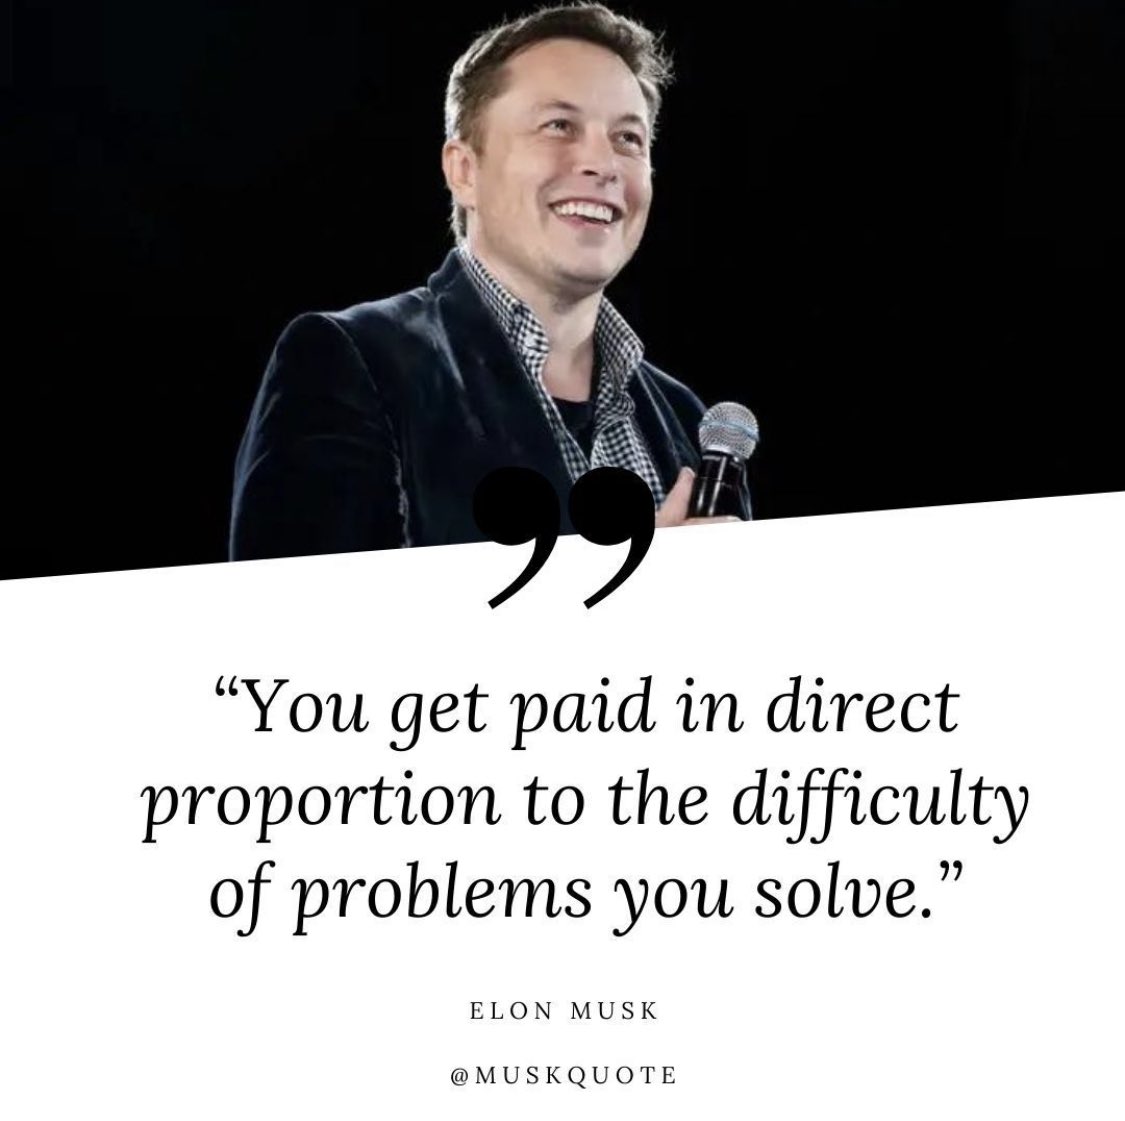 ”
“You get paid in direct
proportion to the difficulty
of problems you solve.”
ELON MUSK
@MUSKQUOTE